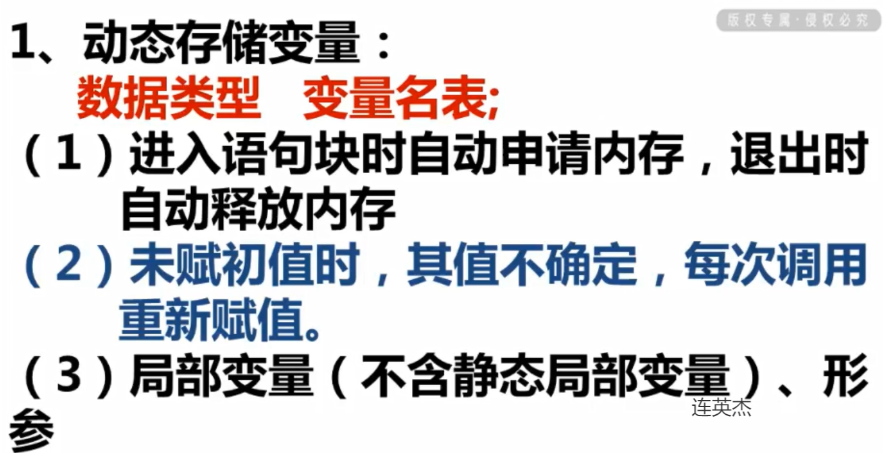 版权专属·侵权必究
1、动态存储变量：
数据类型 变量名表;
（1）进入语句块时自动申请内存，退出时
自动释放内存
（2）未赋初值时，其值不确定，每次调用
重新赋值。
（3）局部变量（不含静态局部变量）、形
连英杰
参